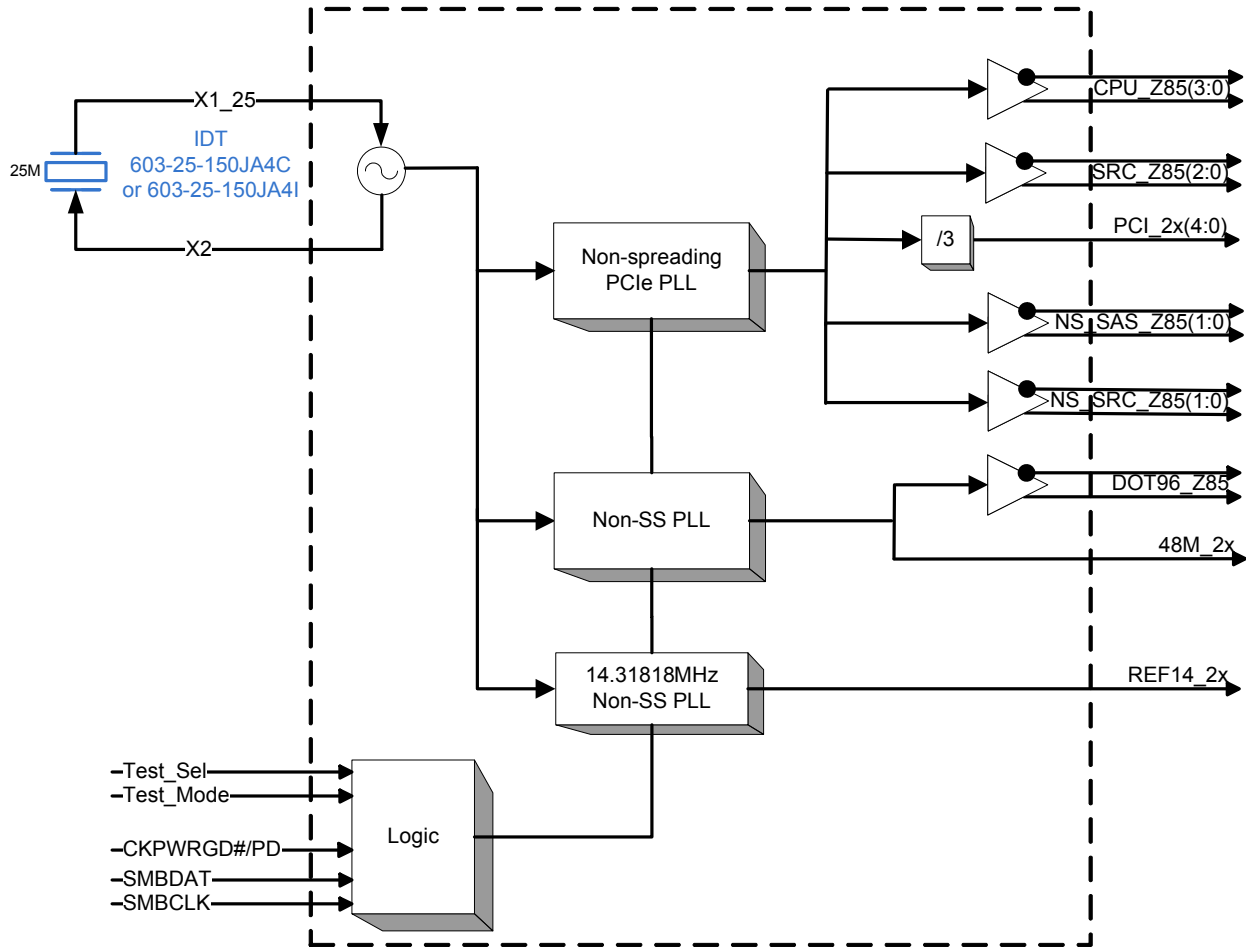 X1_25
IDT
603-25-150JA4C
or 603-25-150JA4I
25M
X2
Non-spreading
PCIe PLL
/3
CPU_Z85(3:0)
SRC_Z85(2:0)
PCI_2x(4:0)
NS_SAS_Z85(1:0)
NS_SRC_Z85(1:0)
Non-SS PLL
DOT96_Z85
48M_2x
14.31818MHz
Non-SS PLL
REF14_2x
Test_Sel
Test_Mode
CKPWRGD#/PD
SMBDAT
SMBCLK
Logic